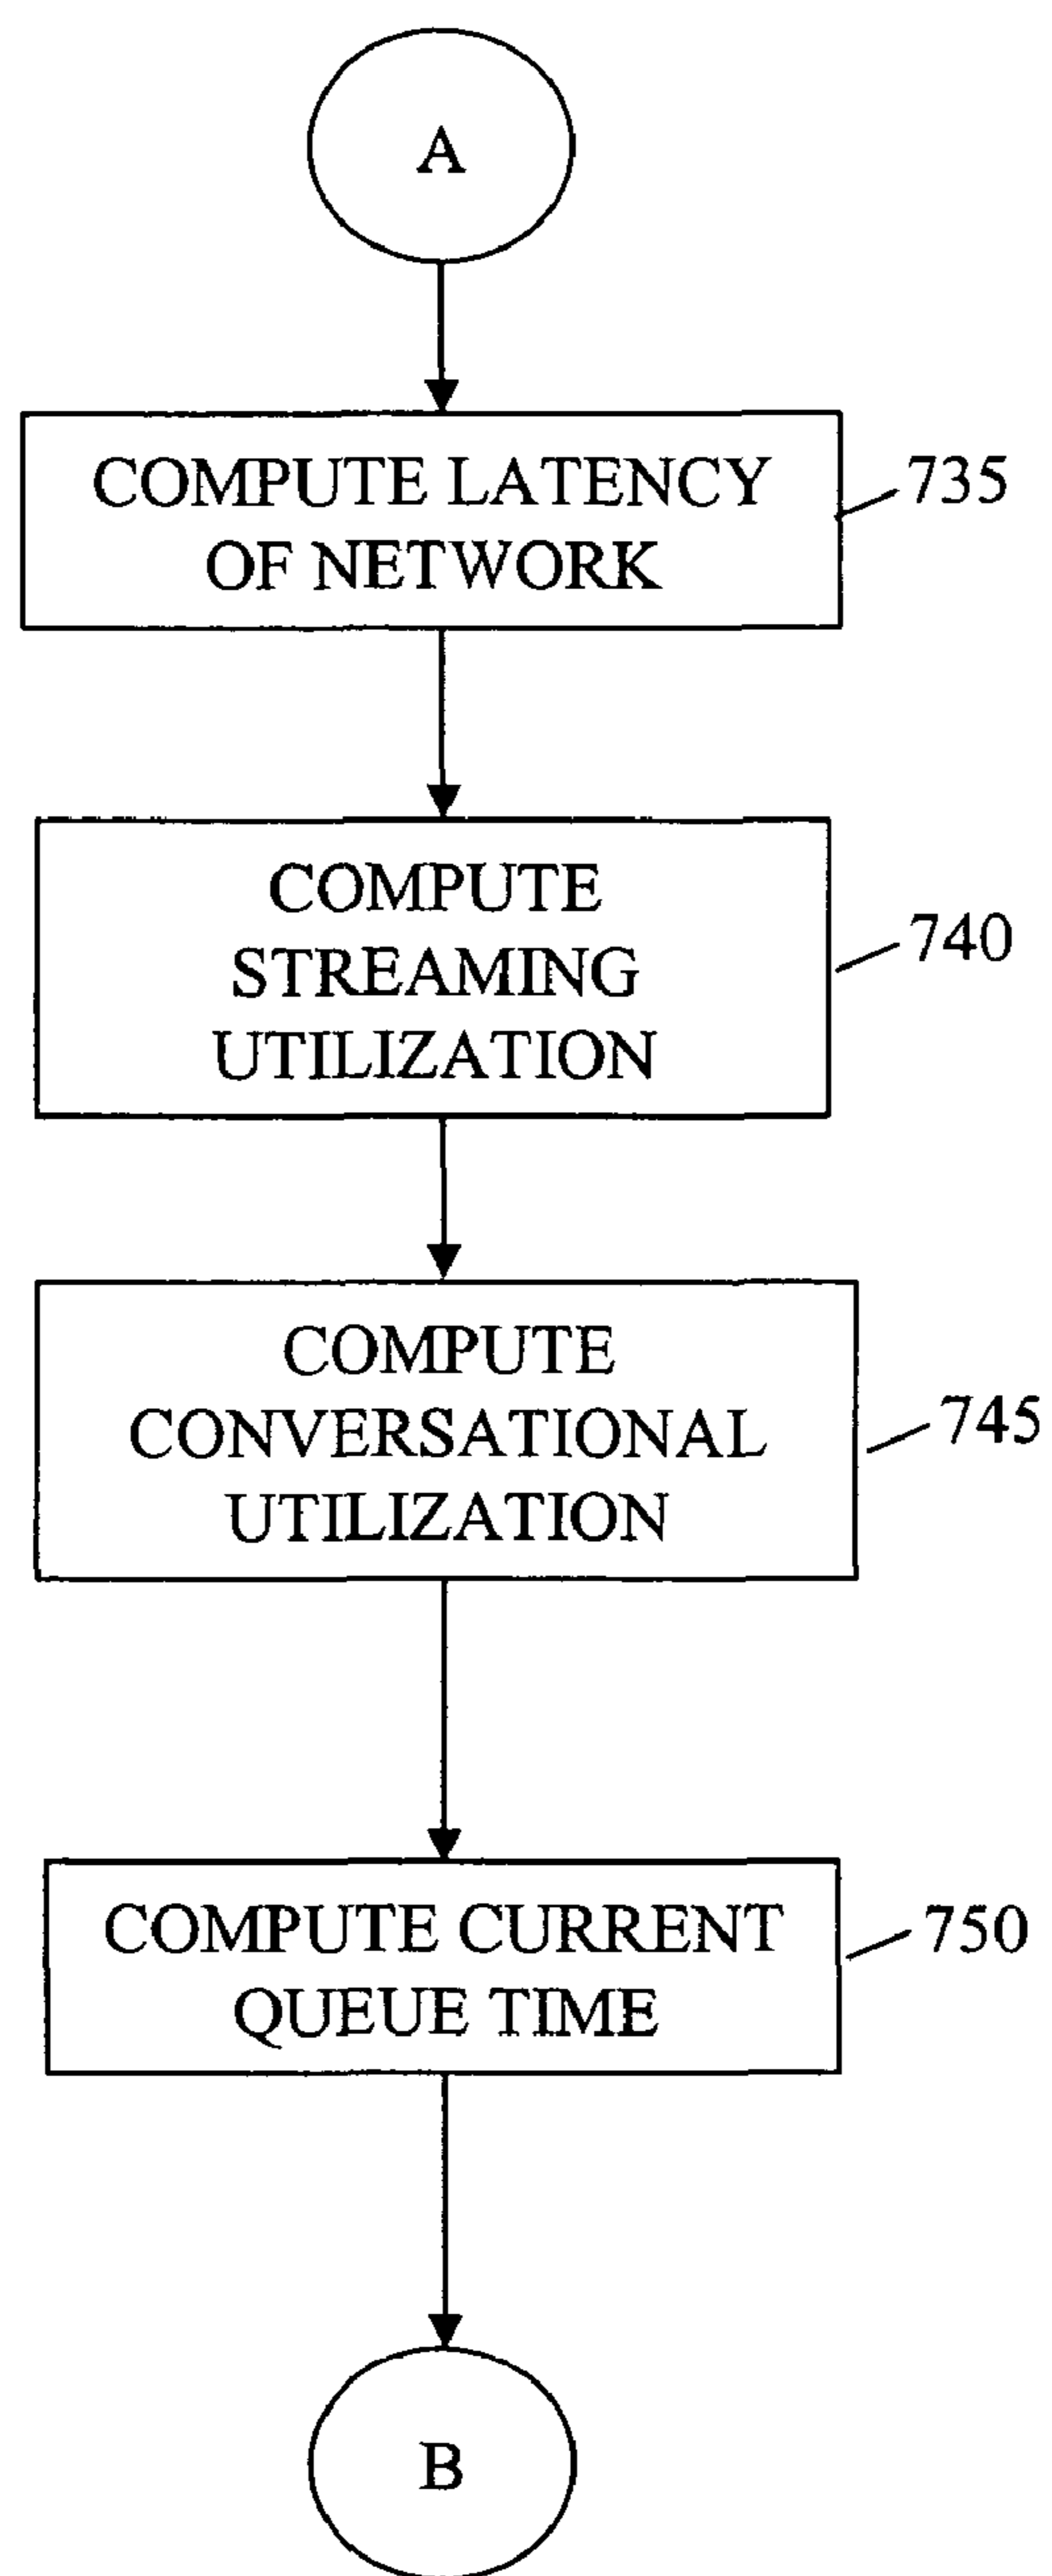 A
COMPUTE LATENCY
OF NETWORK
735
COMPUTE
STREAMING
UTILIZATION
740
COMPUTE
CONVERSATIONAL
UTILIZATION
745
COMPUTE CURRENT
QUEUE TIME
750
B